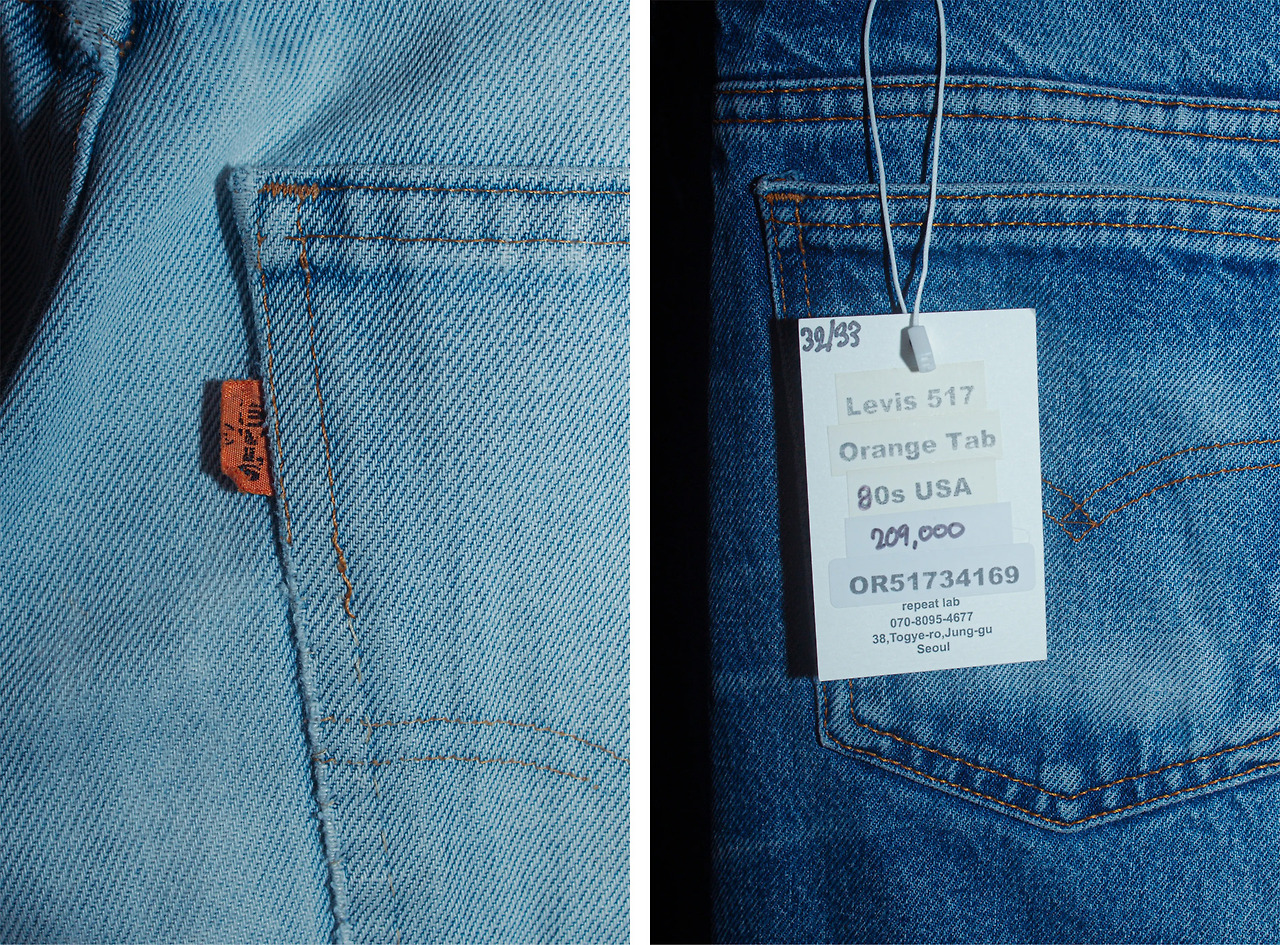 32/33
Levis 517
Orange Tab
80s USA
209,000
OR51734169
repeat lab
070-8095-4677
38,Togye-ro,Jung-gu
Seoul